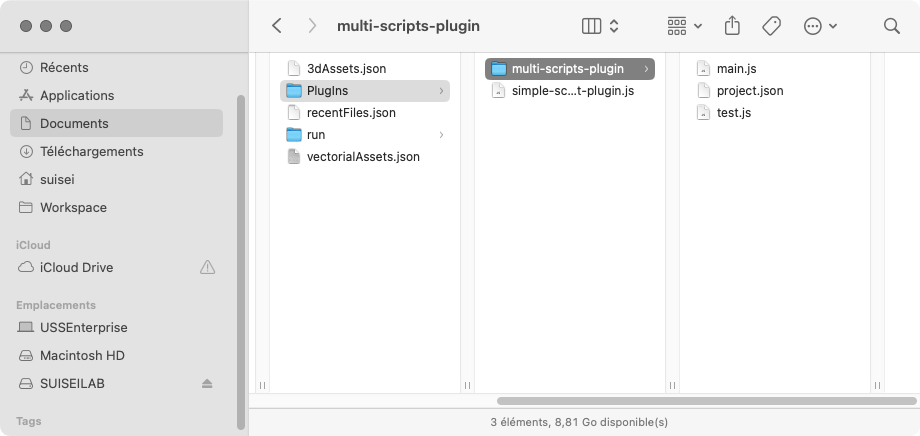 multi-scripts-plugin
Récents
Applications
Documents
Téléchargements
suisei
Workspace
iCloud
iCloud Drive
Emplacements
USSEnterprise
Macintosh HD
SUISEILAB
Tags
3dAssets.json
PlugIns
recentFiles.json
run
vectorialAssets.json
multi-scripts-plugin
simple-sc...t-plugin.js
main.js
project.json
test.js
3 éléments, 8,81 Go disponible(s)